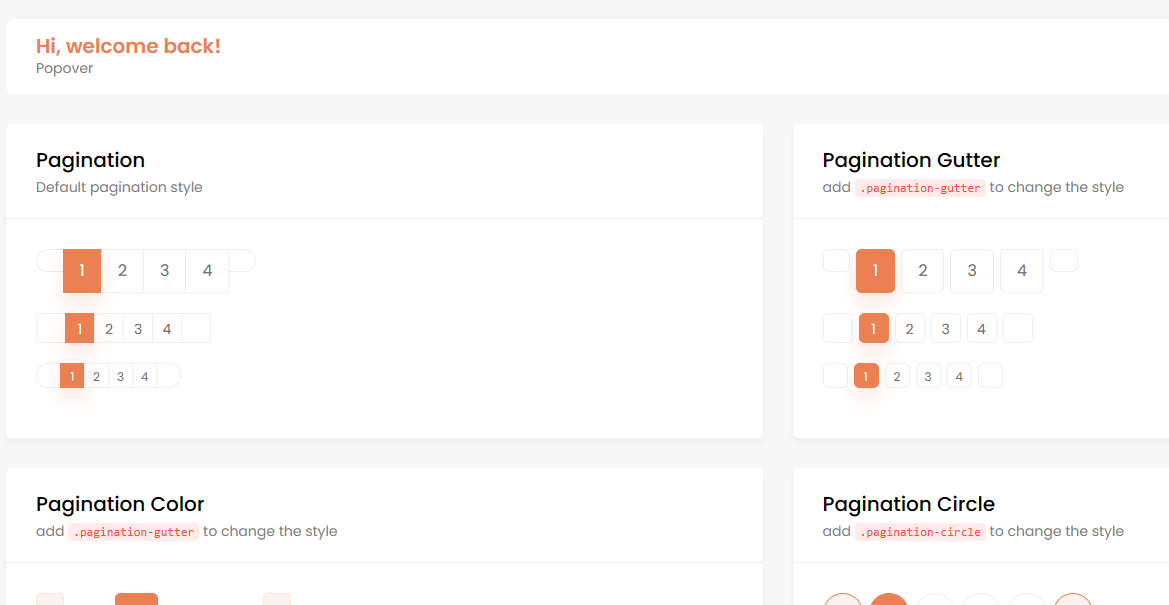 Hi, welcome back!
Popover
Pagination
Default pagination style
1 2 3 4
1 2 3 4
1 2 3 4
Pagination Gutter
add .pagination-gutter to change the style
1 2 3 4
1 2 3 4
1 2 3 4
Pagination Color
add .pagination-gutter to change the style
Pagination Circle
add .pagination-circle to change the style